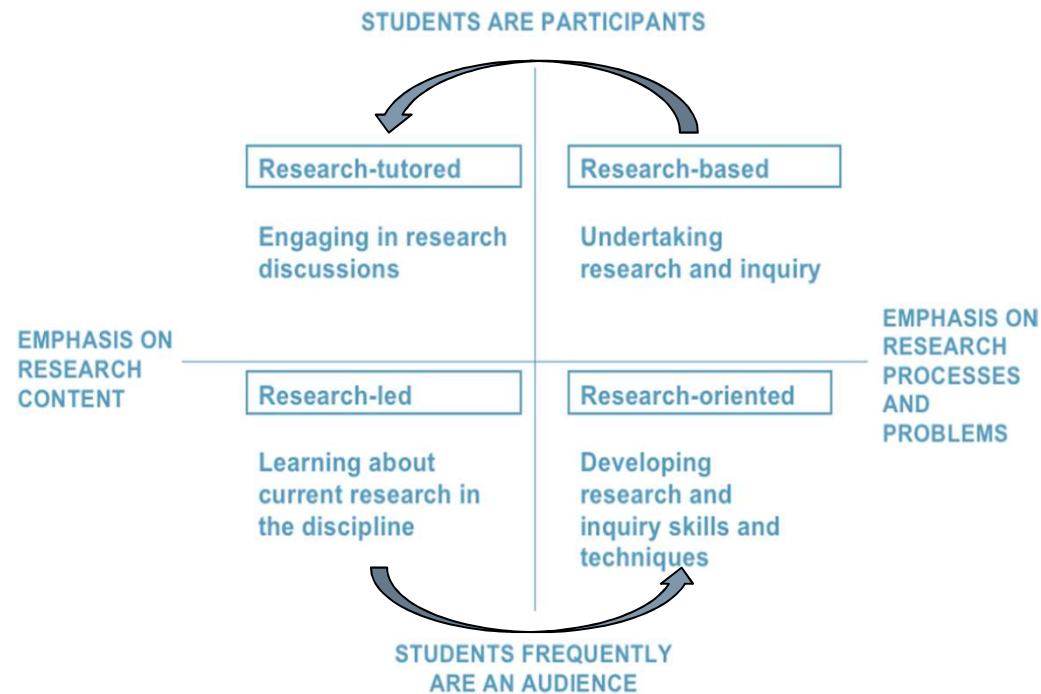 STUDENTS ARE PARTICIPANTS
Research-tutored
Engaging in research
discussions
Research-based
Undertaking
research and inquiry
EMPHASIS ON
RESEARCH
CONTENT
EMPHASIS ON
RESEARCH
PROCESSES
AND
PROBLEMS
Research-led
Learning about
current research in
the discipline
Research-oriented
Developing
research and
inquiry skills and
techniques
STUDENTS FREQUENTLY
ARE AN AUDIENCE